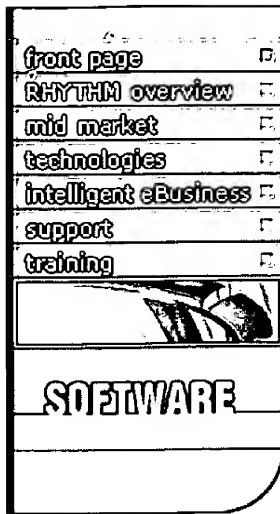 front page
RHYTHM overview
mid market
technologies
intelligent eBusiness
support
training
SOFTWARE